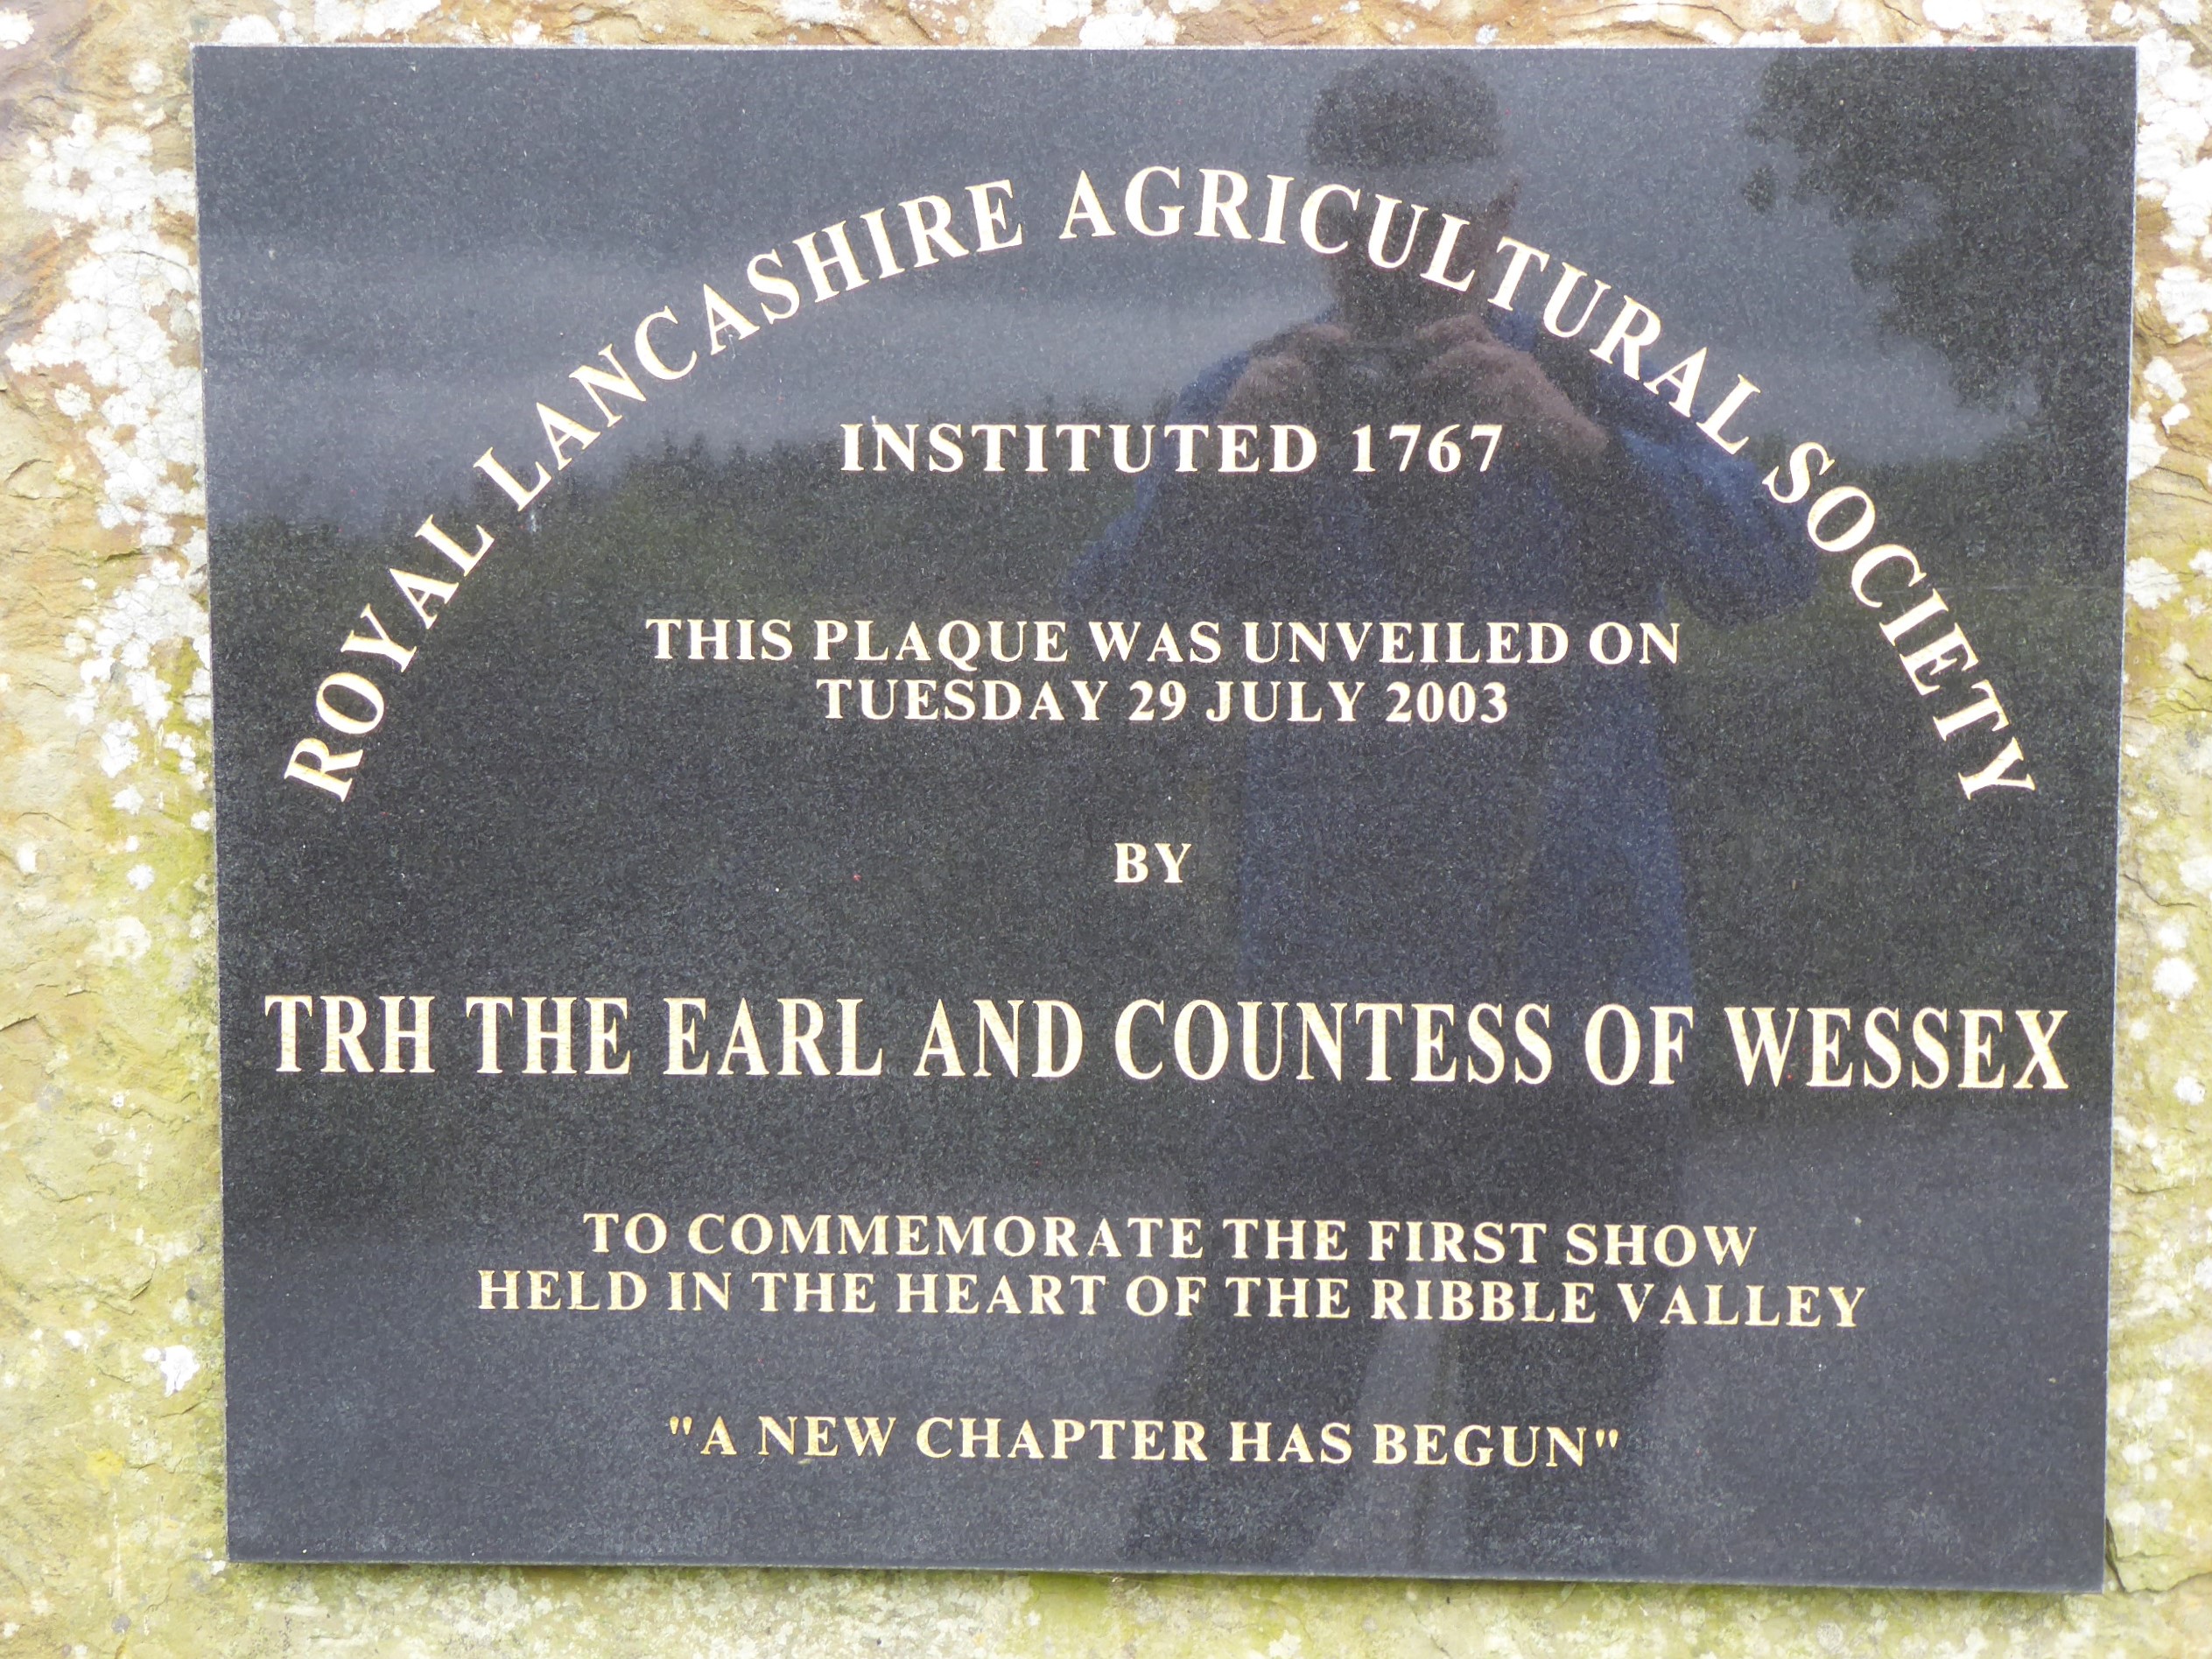 ROYAL LANCASHIRE AGRICULTURAL SOCIETY
INSTITUTED 1767
THIS PLAQUE WAS UNVEILED ON
TUESDAY 29 JULY 2003
BY
TRH THE EARL AND COUNTESS OF WESSEX
TO COMMEMORATE THE FIRST SHOW
HELD IN THE HEART OF THE RIBBLE VALLEY
"A NEW CHAPTER HAS BEGUN"